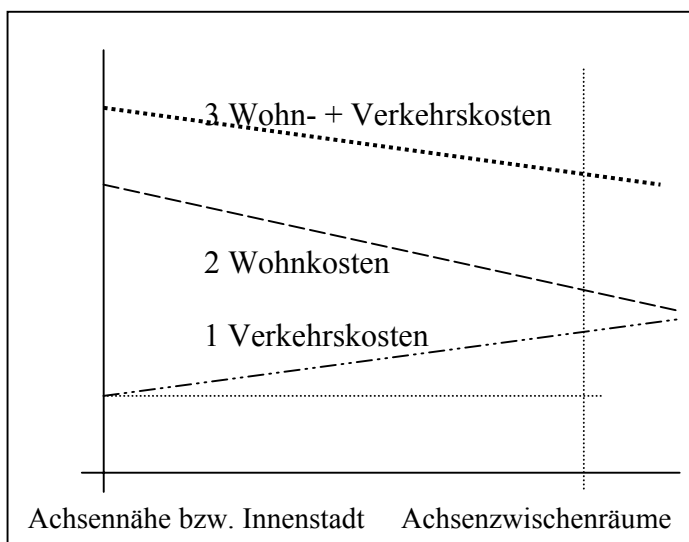 3 Wohn- + Verkehrskosten
2 Wohnkosten
1 Verkehrskosten
Achsennähe bzw. Innenstadt Achsenzwischenräume